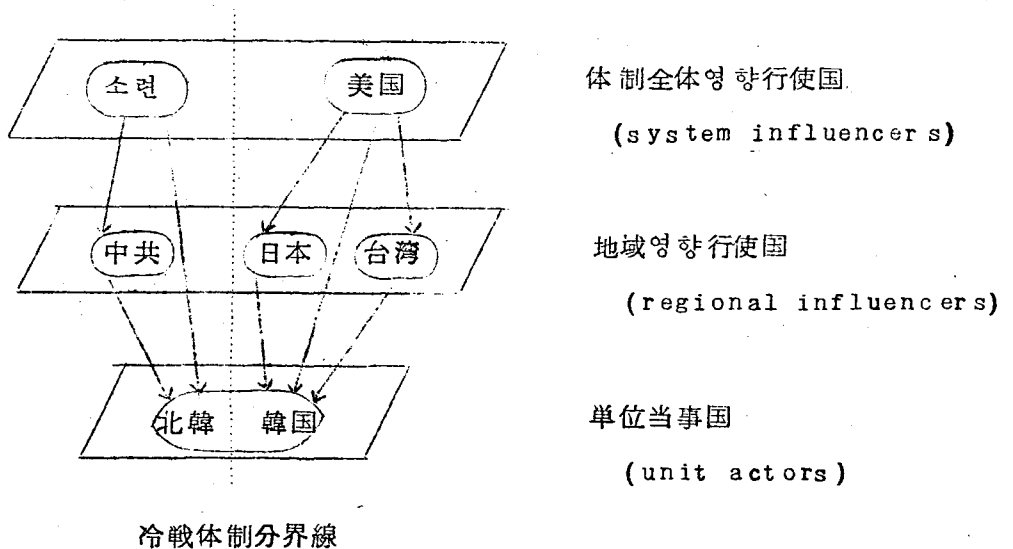 소련 美国
体制全体영향行使国
(system influencers)
中共 日本 台湾
地域영향行使国
(regional influencers)
北韓 韓国
単位当事国
(unit actors)
冷戦体制分界線